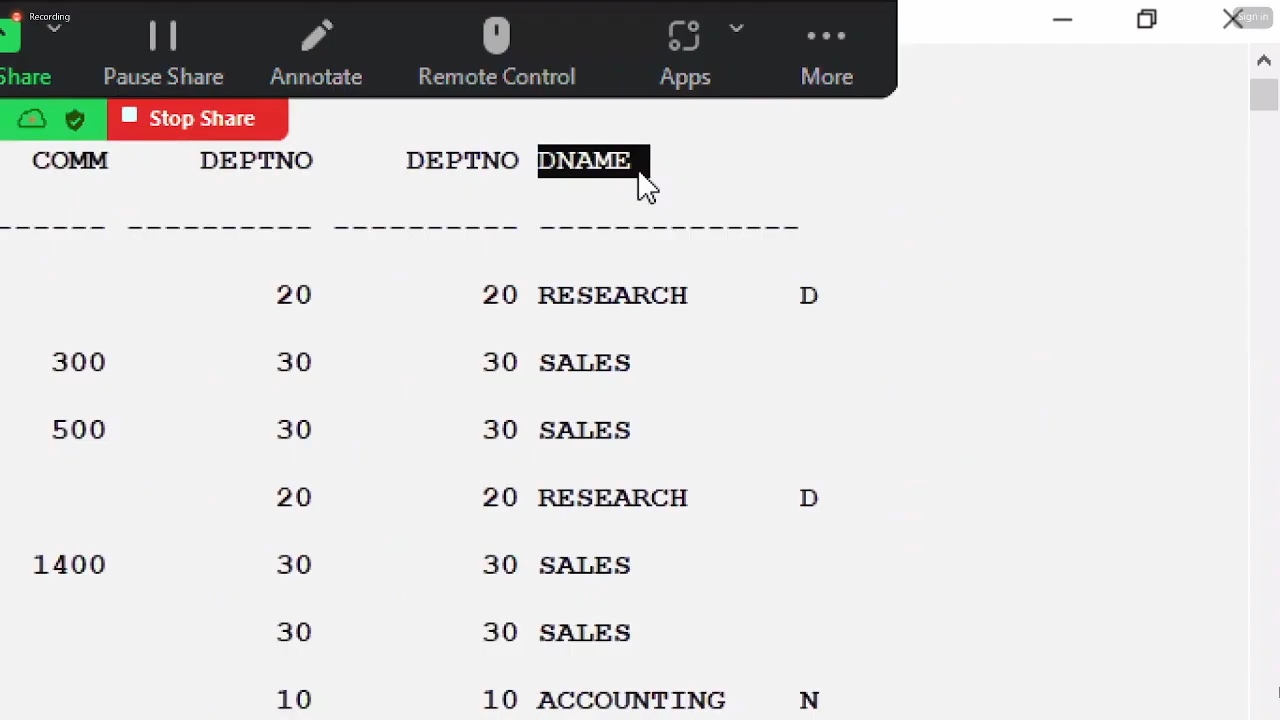 Recording
Sign in
Share Pause Share Annotate Remote Control Apps More
Stop Share
COMM DEPTNO DEPTNO DNAME
------ ---------- ---------- --------------
20 20 RESEARCH D
300 30 30 SALES
500 30 30 SALES
20 20 RESEARCH D
1400 30 30 SALES
30 30 SALES
10 10 ACCOUNTING N